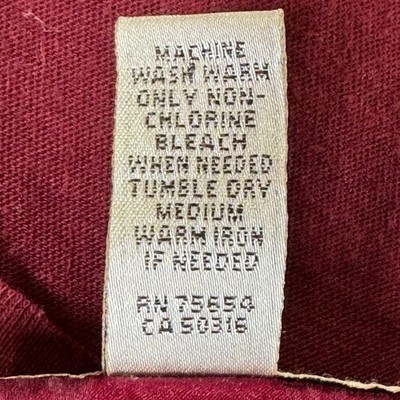 MACHINE
WASH WARM
ONLY NON-
CHLORINE
BLEACH
WHEN NEEDED
TUMBLE DRY
MEDIUM
WARM IRON
IF NEEDED
RN 75654
CA 50316